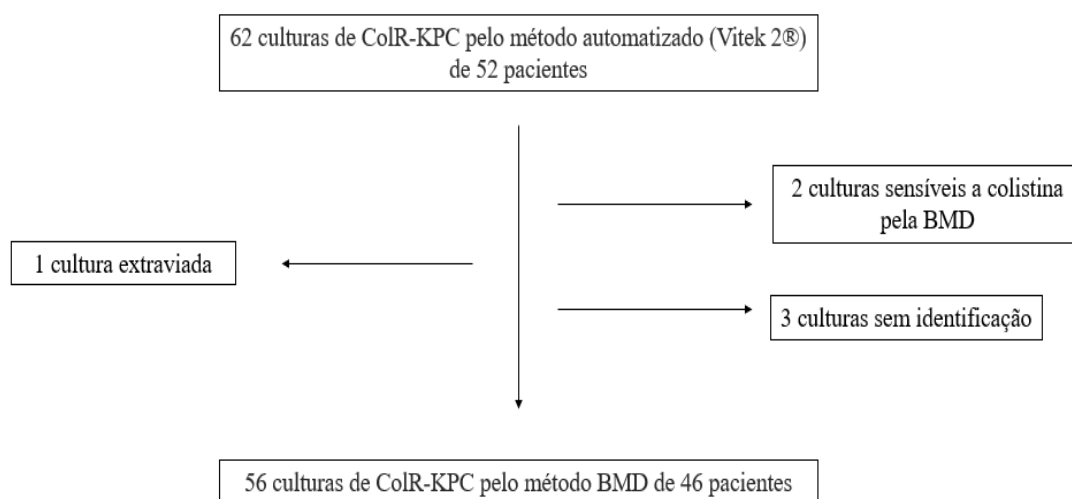 62 culturas de ColR-KPC pelo método automatizado (Vitek 2®)
de 52 pacientes
2 culturas sensíveis a colistina
pela BMD
1 cultura extraviada
3 culturas sem identificação
56 culturas de ColR-KPC pelo método BMD de 46 pacientes